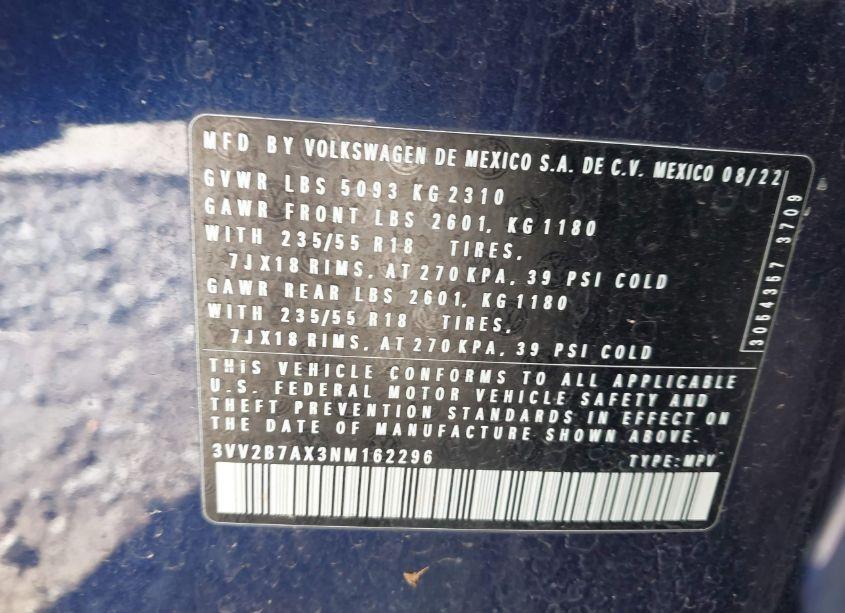 MFD BY VOLKSWAGEN DE MEXICO S.A. DE C.V. MEXICO 08/22
GVWR LBS 5093 KG 2310
GAWR FRONT LBS 2601, KG 1180
WITH 235/55 R18 TIRES,
7JX18 RIMS, AT 270 KPA, 39 PSI COLD
GAWR REAR LBS 2601, KG 1180
WITH 235/55 R18 TIRES,
7JX18 RIMS, AT 270 KPA, 39 PSI COLD
THIS VEHICLE CONFORMS TO ALL APPLICABLE
U.S. FEDERAL MOTOR VEHICLE SAFETY AND
THEFT PREVENTION STANDARDS IN EFFECT ON
THE DATE OF MANUFACTURE SHOWN ABOVE.
3VV2B7AX3NM162296 TYPE:MPV
3064357 3709